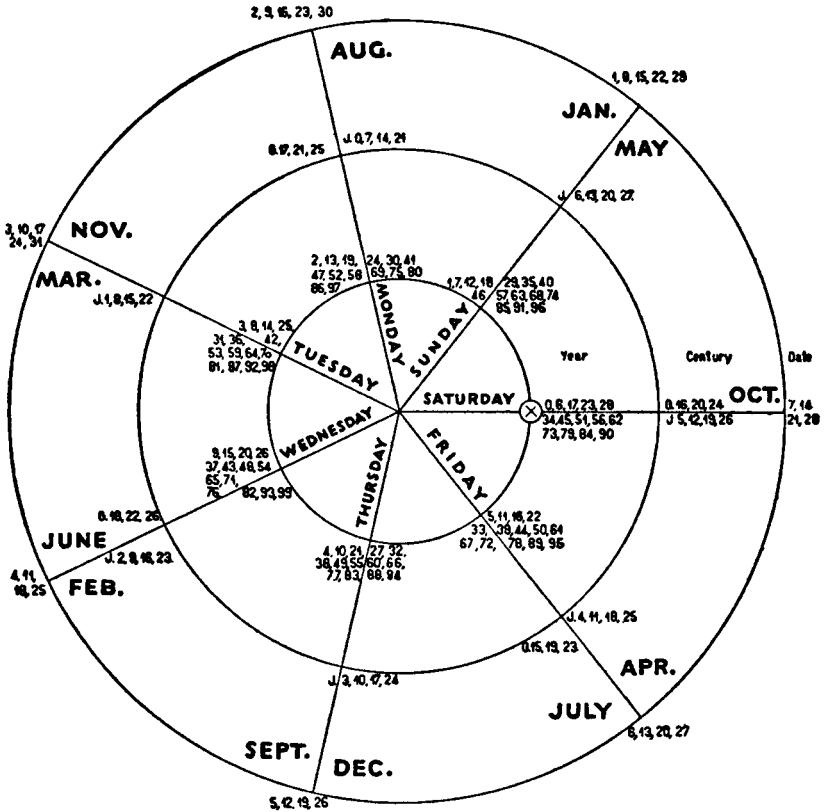 2, 9, 16, 23, 30
AUG.
1, 8, 15, 22, 29
JAN.
MAY
J. 0, 7, 14, 21
G. 17, 21, 25
J. 6, 13, 20, 27
3, 10, 17
24, 31
NOV.
MAR.
J. 1, 8, 15, 22
2, 13, 19, 24, 30, 41
47, 52, 58 69, 75, 80
86, 97
1, 7, 12, 18 29, 35, 40
46 57, 63, 68, 74
85, 91, 96
MONDAY
SUNDAY
3, 8, 14, 25
31, 36, 42,
53, 59, 64, 70
81, 87, 92, 98
TUESDAY
Year
Century
Date
SATURDAY
OCT.
0, 6, 17, 23, 28
34, 45, 51, 56, 62
73, 79, 84, 90
G. 16, 20, 24
J 5, 12, 19, 26
7, 14
21, 28
WEDNESDAY
THURSDAY
FRIDAY
9, 15, 20, 26
37, 43, 48, 54
65, 71,
76 82, 93, 99
5, 11, 16, 22
33, 39, 44, 50, 61
67, 72, 78, 89, 95
G. 18, 22, 26
4, 10, 21, 27, 32,
38, 49, 55 60, 66,
77, 83, 88, 94
JUNE
J. 2, 9, 16, 23
4, 11,
18, 25
FEB.
J. 4, 11, 18, 25
G. 15, 19, 23
APR.
J. 3, 10, 17, 24
JULY
6, 13, 20, 27
SEPT.
DEC.
5, 12, 19, 26